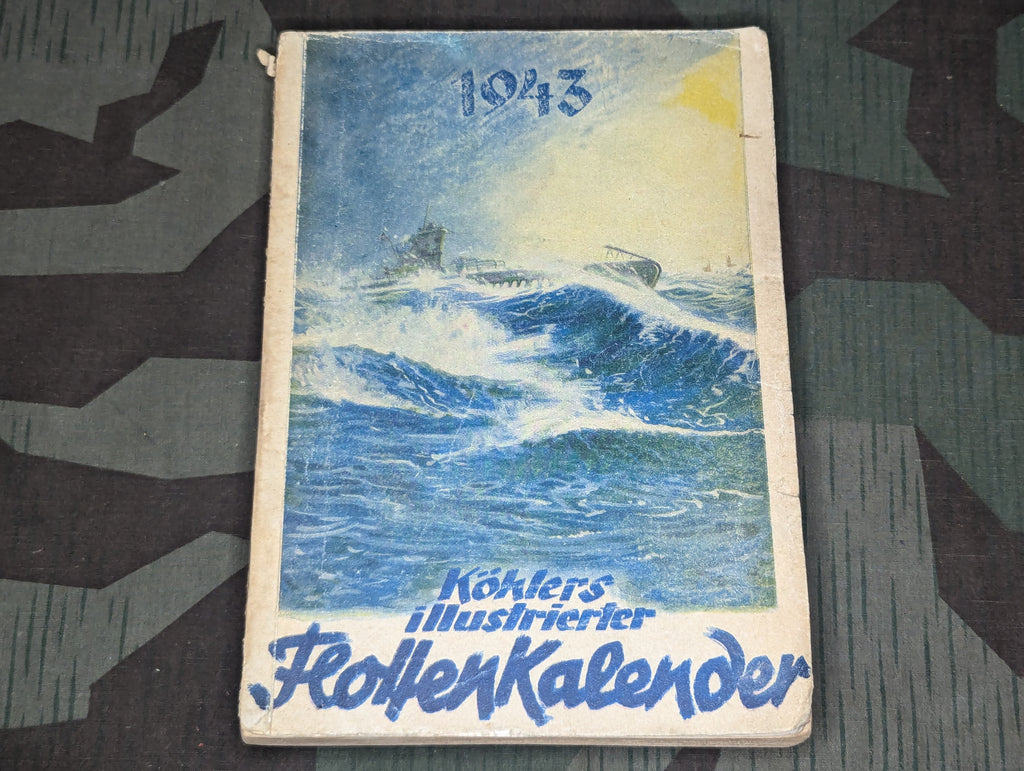 1943
Köhlers
illustrierter
FlottenKalender